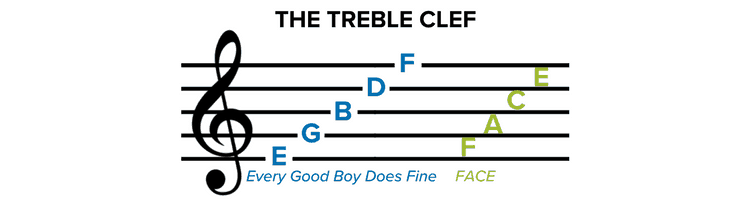 THE TREBLE CLEF
F
D
B
G
E
E
C
A
F
Every Good Boy Does Fine
FACE